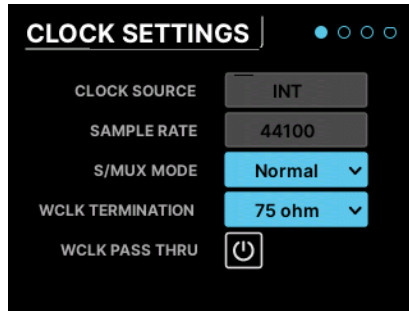 CLOCK SETTINGS
CLOCK SOURCE INT
SAMPLE RATE 44100
S/MUX MODE Normal
WCLK TERMINATION 75 ohm
WCLK PASS THRU